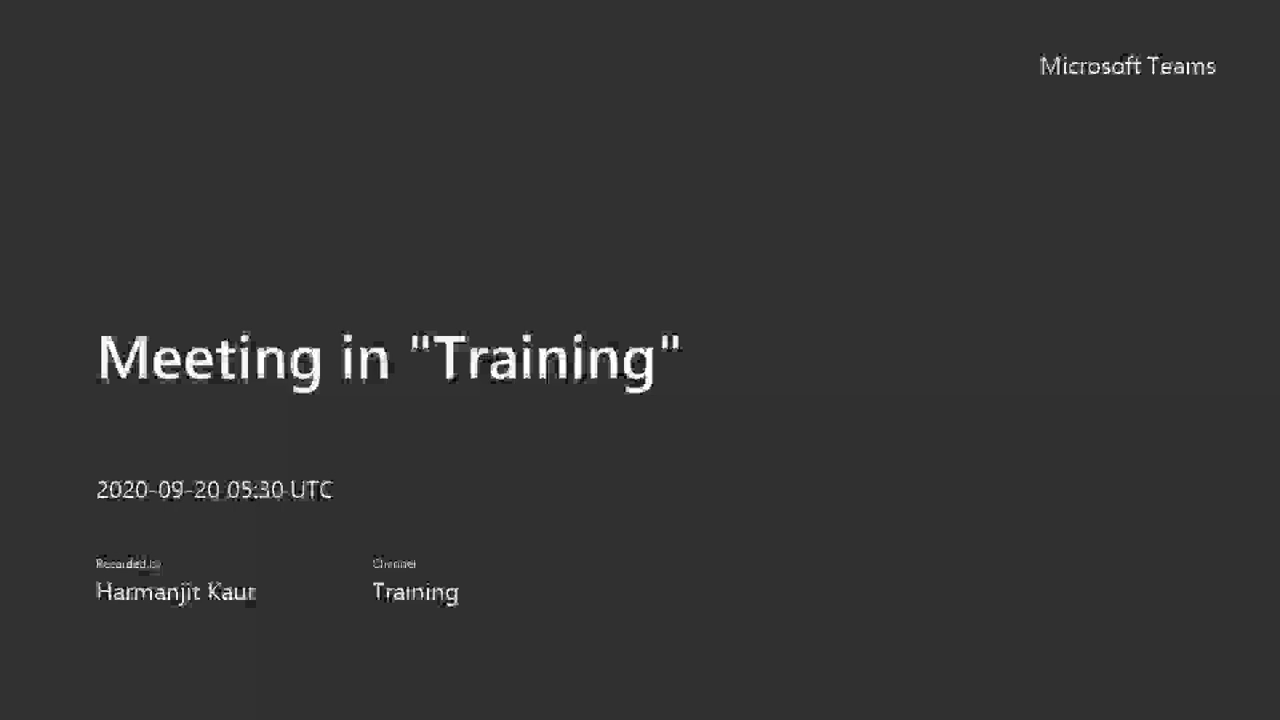 Microsoft Teams
Meeting in "Training"
2020-09-20 05:30 UTC
Recorded by Channel
Harmanjit Kaur Training